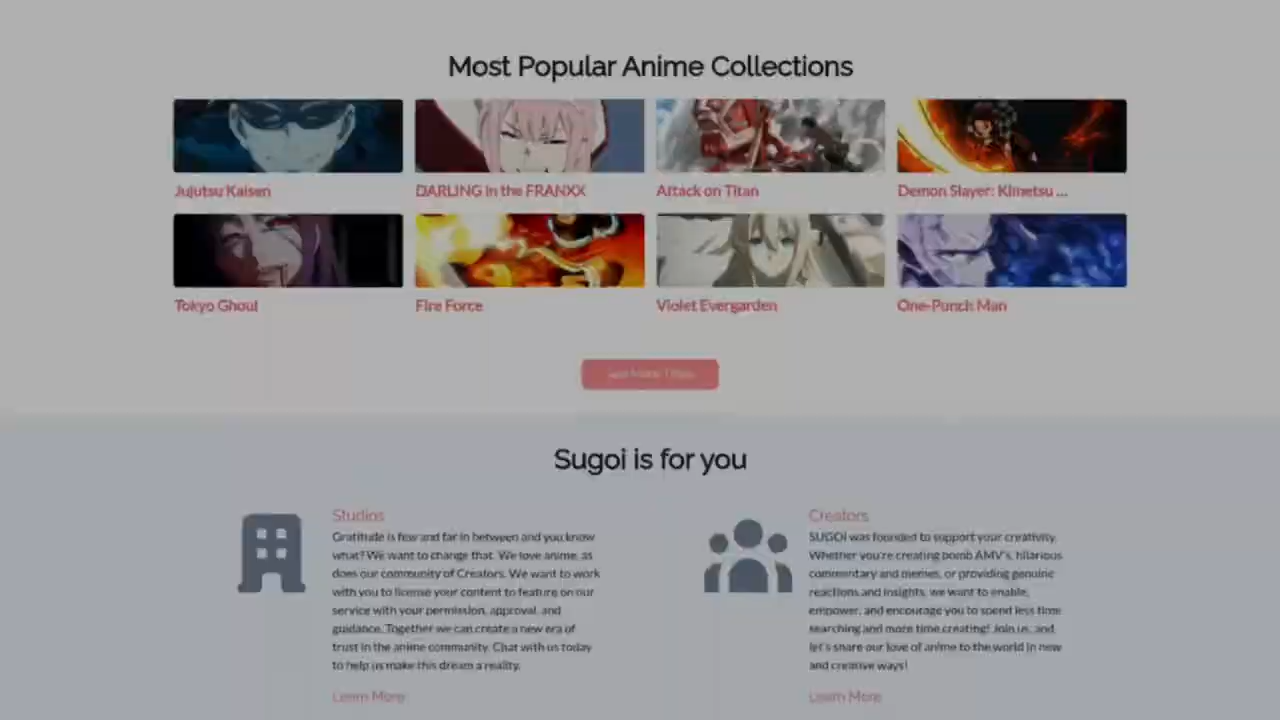 Most Popular Anime Collections
Jujutsu Kaisen
DARLING in the FRANXX
Attack on Titan
Demon Slayer: Kimetsu ...
Tokyo Ghoul
Fire Force
Violet Evergarden
One-Punch Man
See More Titles
Sugoi is for you
Studios
Gratitude is few and far in between and you know
what? We want to change that. We love anime, as
does our community of Creators. We want to work
with you to license your content to feature on our
service with your permission, approval, and
guidance. Together we can create a new era of
trust in the anime community. Chat with us today
to help us make this dream a reality.
Learn More
Creators
SUGOI was founded to support your creativity.
Whether you're creating bomb AMV's, hilarious
commentary and memes, or providing genuine
reactions and insights, we want to enable,
empower, and encourage you to spend less time
searching and more time creating! Join us, and
let's share our love of anime to the world in new
and creative ways!
Learn More